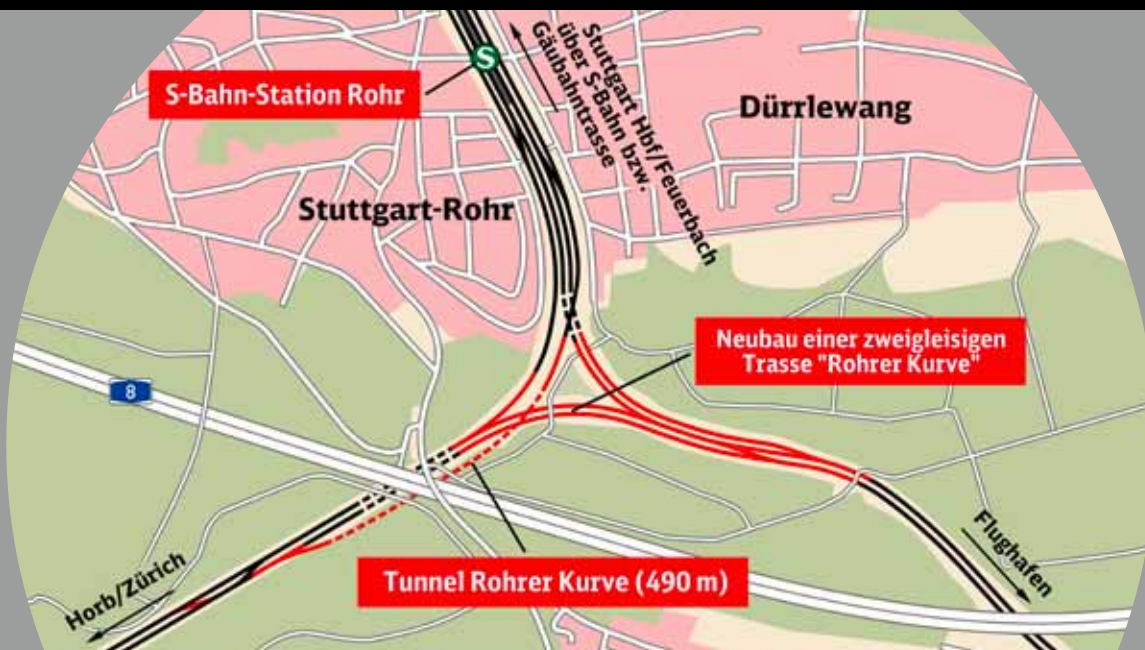 S
S-Bahn-Station Rohr
Stuttgart Hbf/Feuerbach
über S-Bahn bzw.
Gäubahntrasse
Dürrlewang
Stuttgart-Rohr
Neubau einer zweigleisigen
Trasse "Rohrer Kurve"
8
Flughafen
Horb/Zürich
Tunnel Rohrer Kurve (490 m)